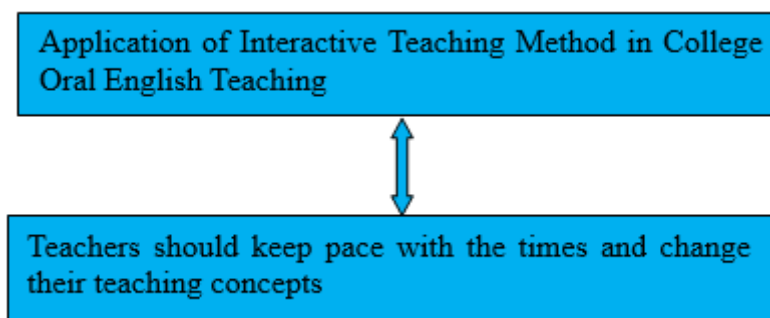 Application of Interactive Teaching Method in College
Oral English Teaching
Teachers should keep pace with the times and change
their teaching concepts